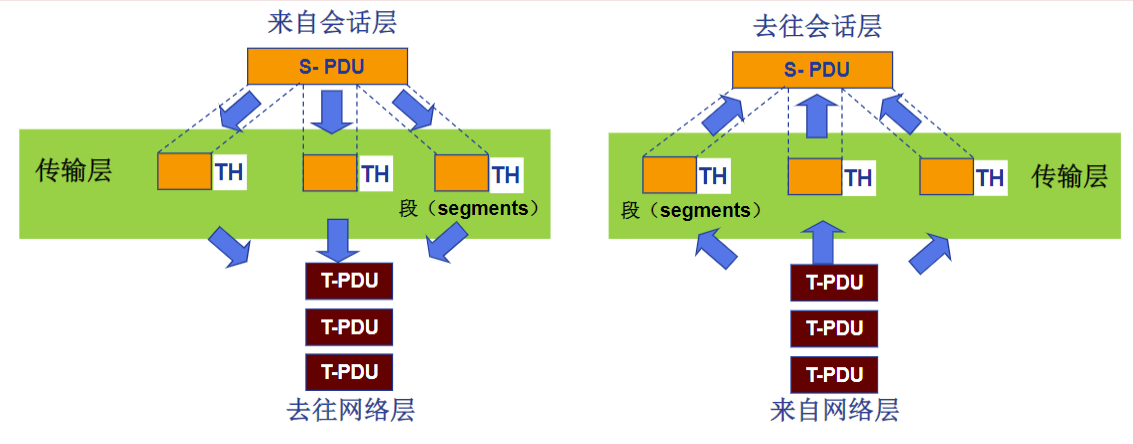 来自会话层
S- PDU
传输层
TH
TH
TH
段（segments）
T-PDU
T-PDU
T-PDU
去往网络层
去往会话层
S- PDU
TH
TH
TH
传输层
段（segments）
T-PDU
T-PDU
T-PDU
来自网络层